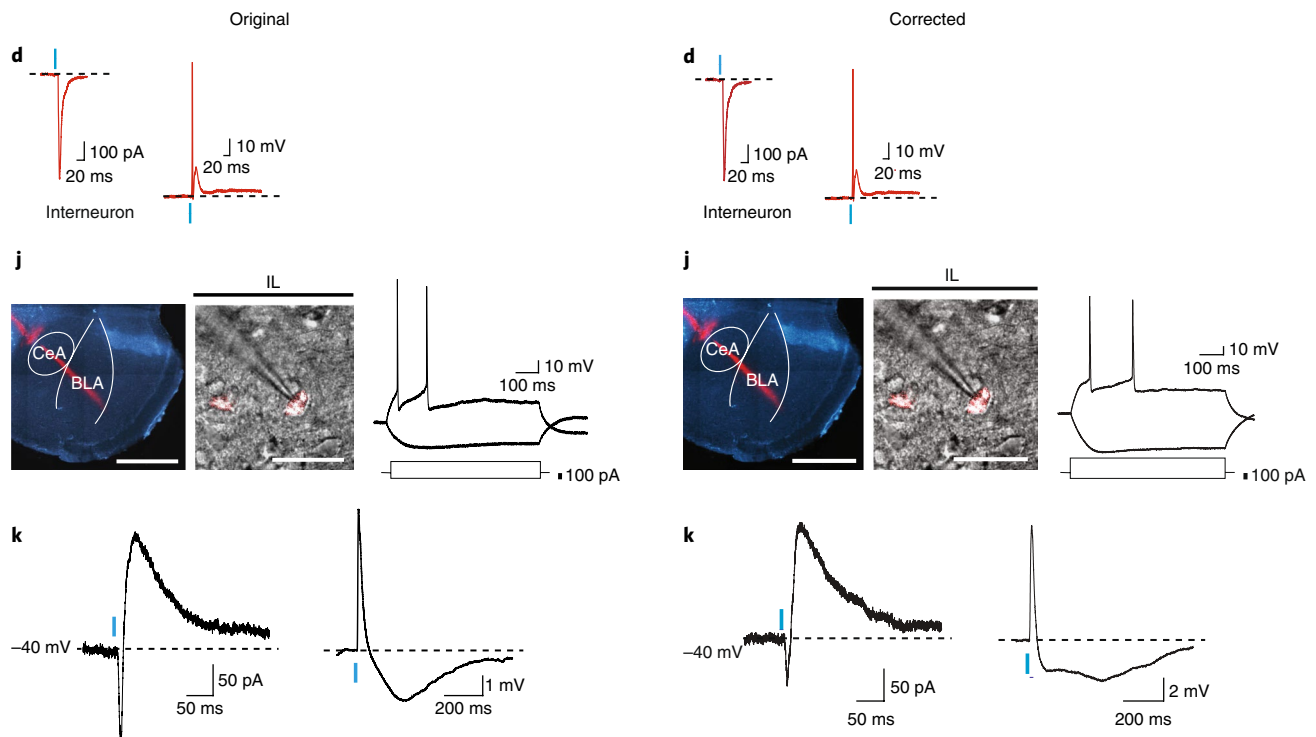 Original
d
100 pA
20 ms
10 mV
20 ms
Interneuron
j
IL
CeA
BLA
10 mV
100 ms
100 pA
k
–40 mV
50 pA
50 ms
1 mV
200 ms
Corrected
d
100 pA
20 ms
10 mV
20 ms
Interneuron
j
IL
CeA
BLA
10 mV
100 ms
100 pA
k
–40 mV
50 pA
50 ms
2 mV
200 ms